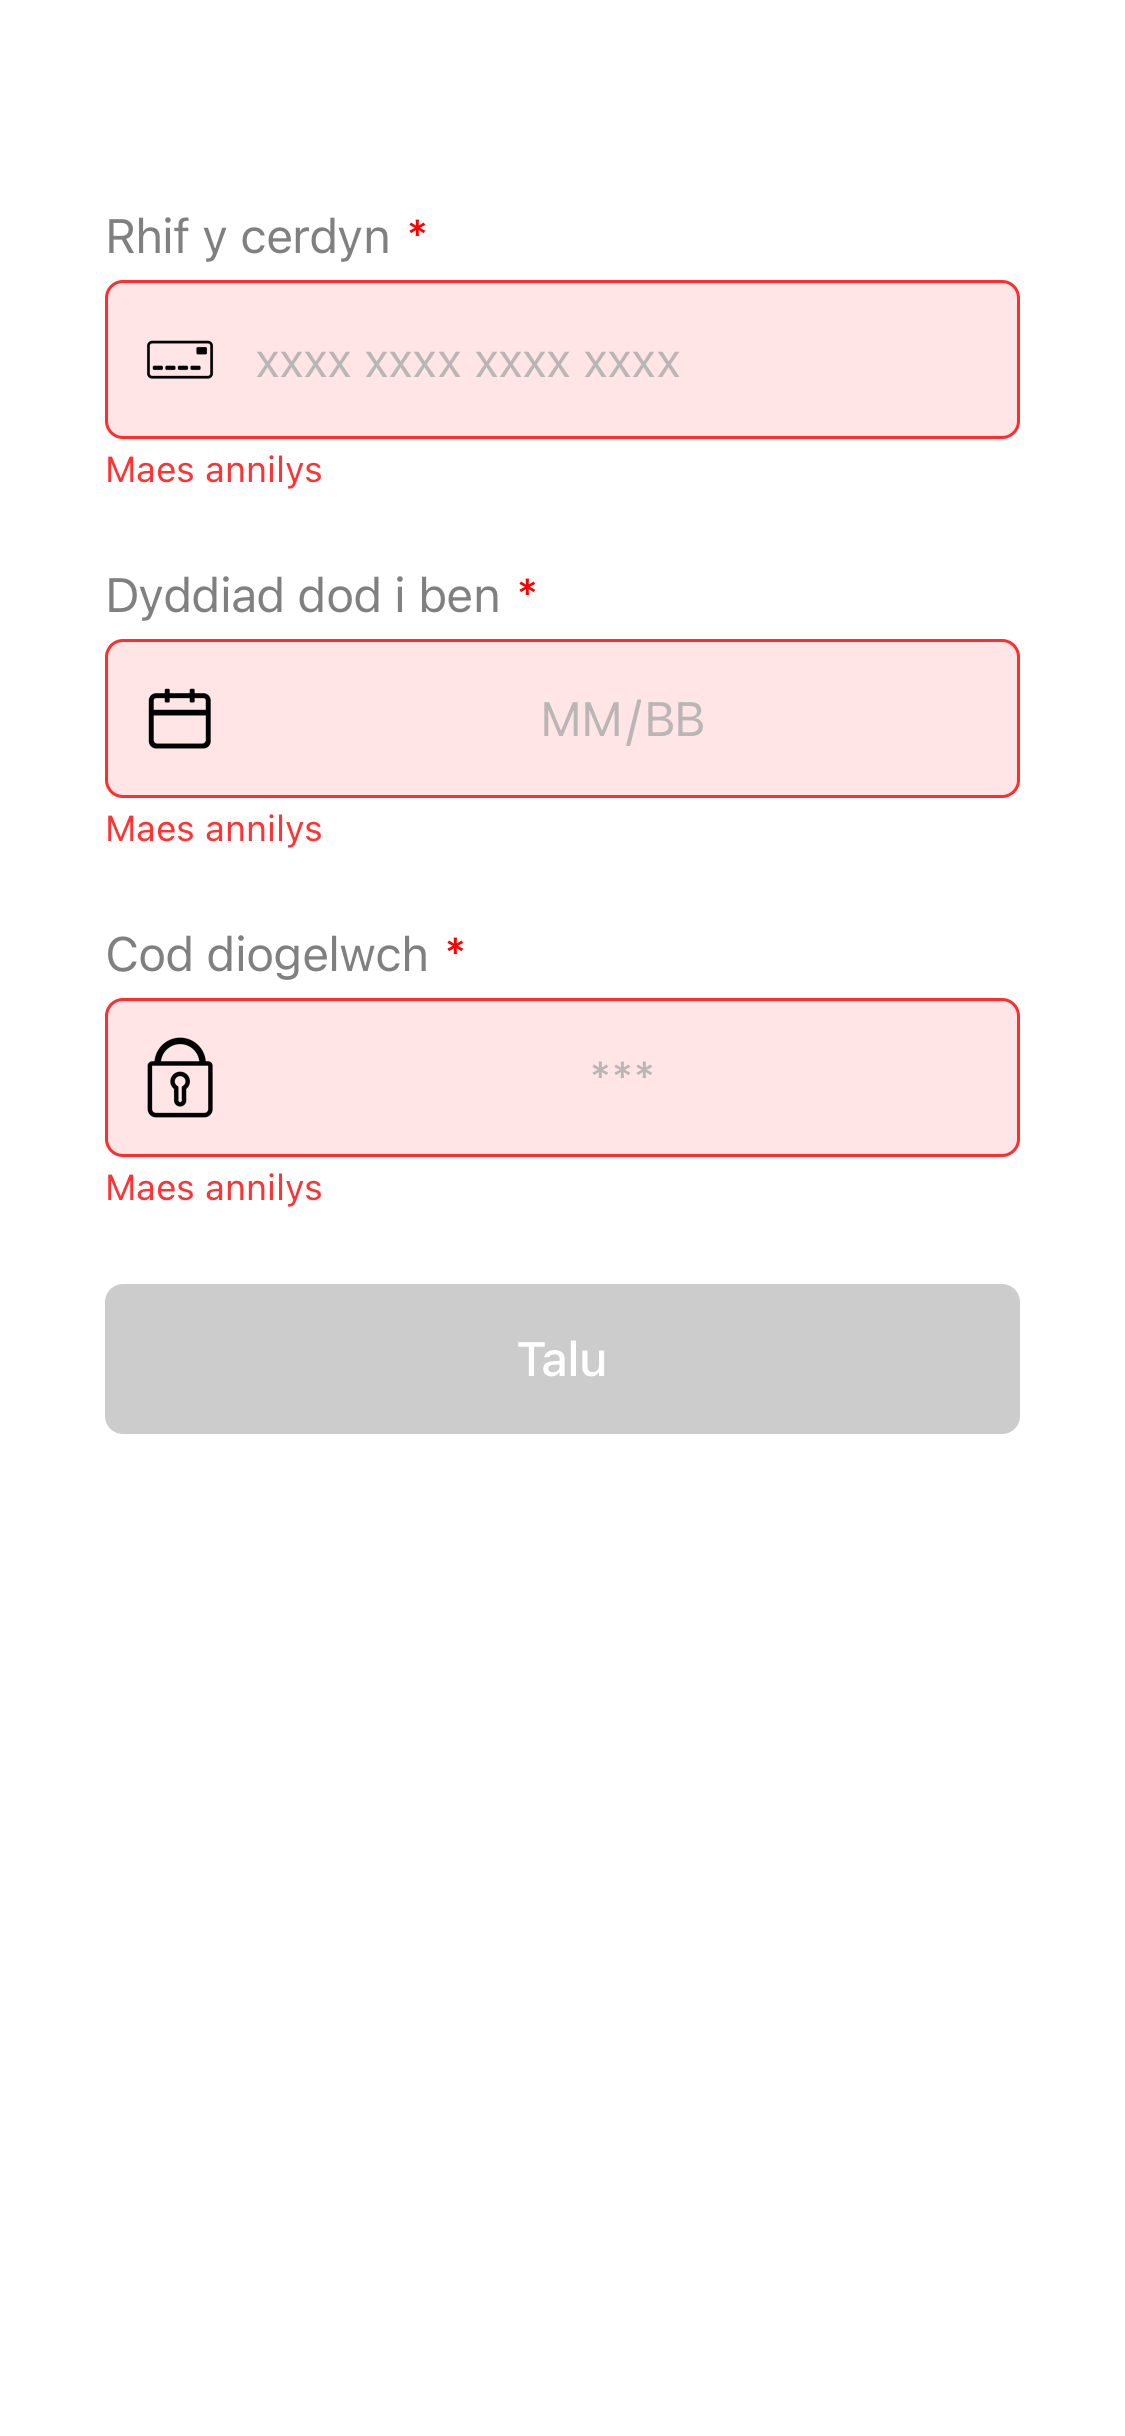 Rhif y cerdyn *
xxxx xxxx xxxx xxxx
Maes annilys
Dyddiad dod i ben *
MM/BB
Maes annilys
Cod diogelwch *
***
Maes annilys
Talu